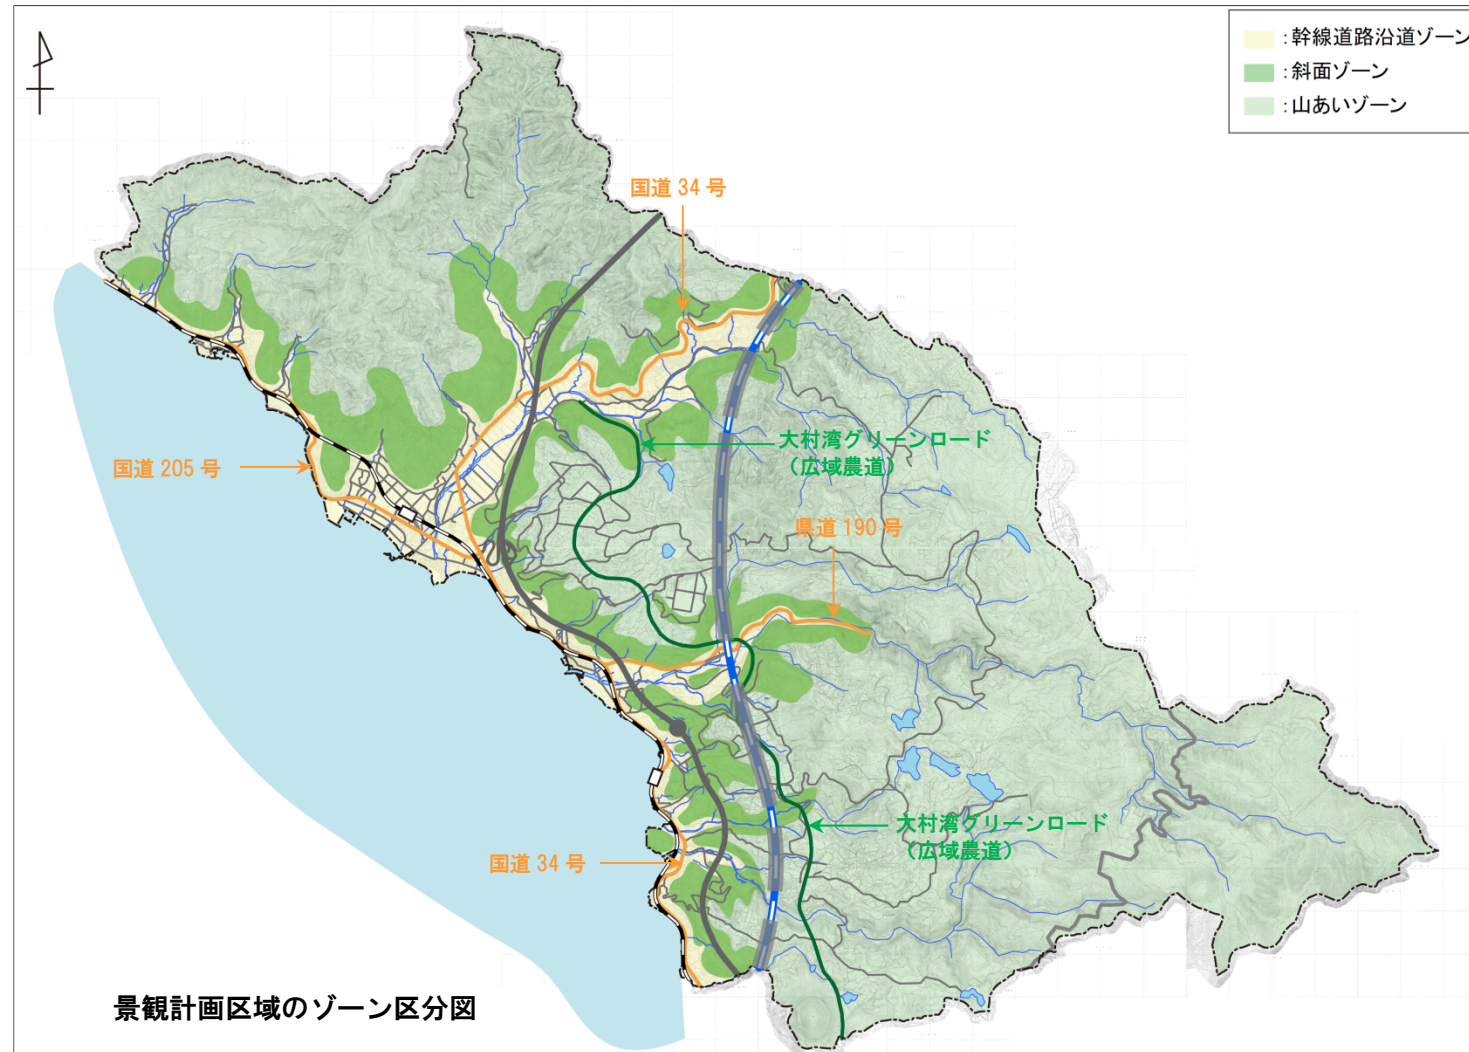 ：幹線道路沿道ゾーン
：斜面ゾーン
：山あいゾーン
国道 34 号
大村湾グリーンロード
（広域農道）
国道 205 号
県道 190 号
大村湾グリーンロード
（広域農道）
国道 34 号
景観計画区域のゾーン区分図